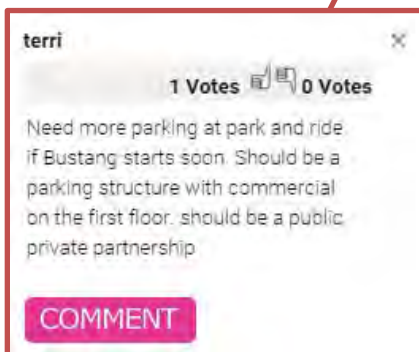 terri
1 Votes 0 Votes
Need more parking at park and ride.
if Bustang starts soon. Should be a
parking structure with commercial
on the first floor. should be a public
private partnership
COMMENT